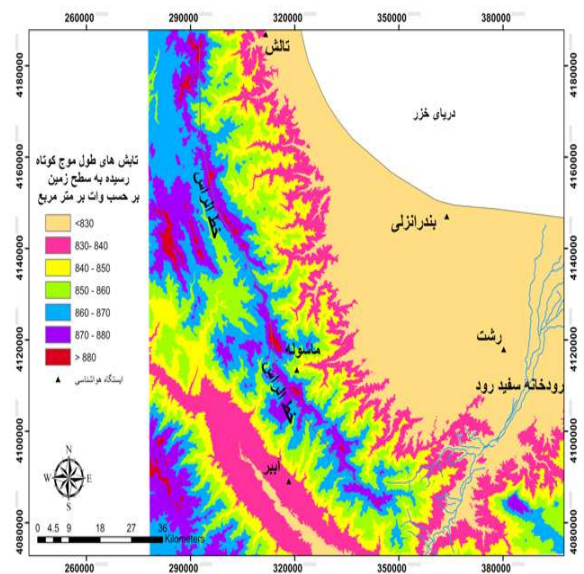 260000 290000 320000 350000 380000
4180000
4160000
4140000
4120000
4100000
4080000
تالش
دریای خزر
بندرانزلی
رشت
رودخانه سفید رود
ماسوله
خط الراس
خط الراس
آببر
تابش های طول موج کوتاه
رسیده به سطح زمین
بر حسب وات بر متر مربع
<830
830- 840
840 - 850
850 - 860
860 - 870
870 - 880
> 880
ایستگاه هواشناسی
N
W E
S
0 4.5 9 18 27 36
Kilometers
4180000
4160000
4140000
4120000
4100000
4080000
260000 290000 320000 350000 380000